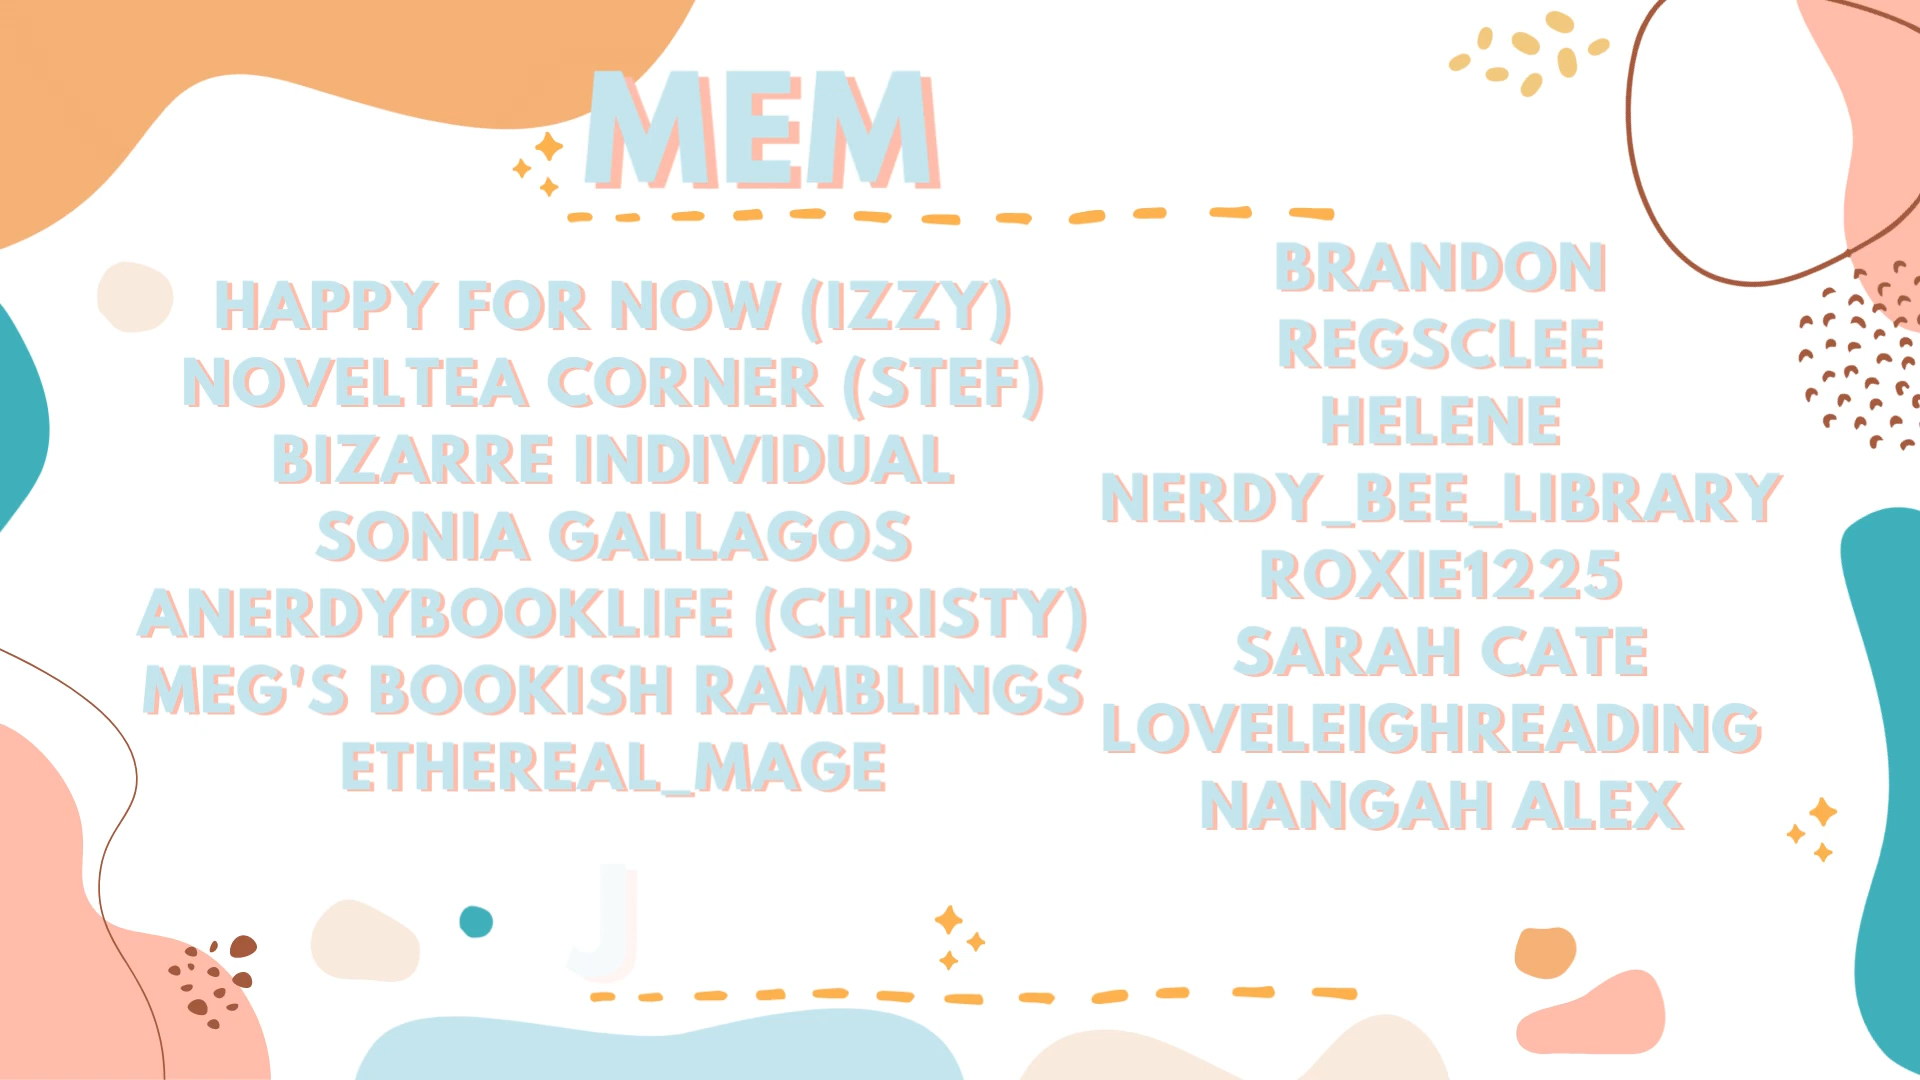 MEM
HAPPY FOR NOW (IZZY)
NOVELTEA CORNER (STEF)
BIZARRE INDIVIDUAL
SONIA GALLAGOS
ANERDYBOOKLIFE (CHRISTY)
MEG'S BOOKISH RAMBLINGS
ETHEREAL_MAGE
BRANDON
REGSCLEE
HELENE
NERDY_BEE_LIBRARY
ROXIE1225
SARAH CATE
LOVELEIGHREADING
NANGAH ALEX
J